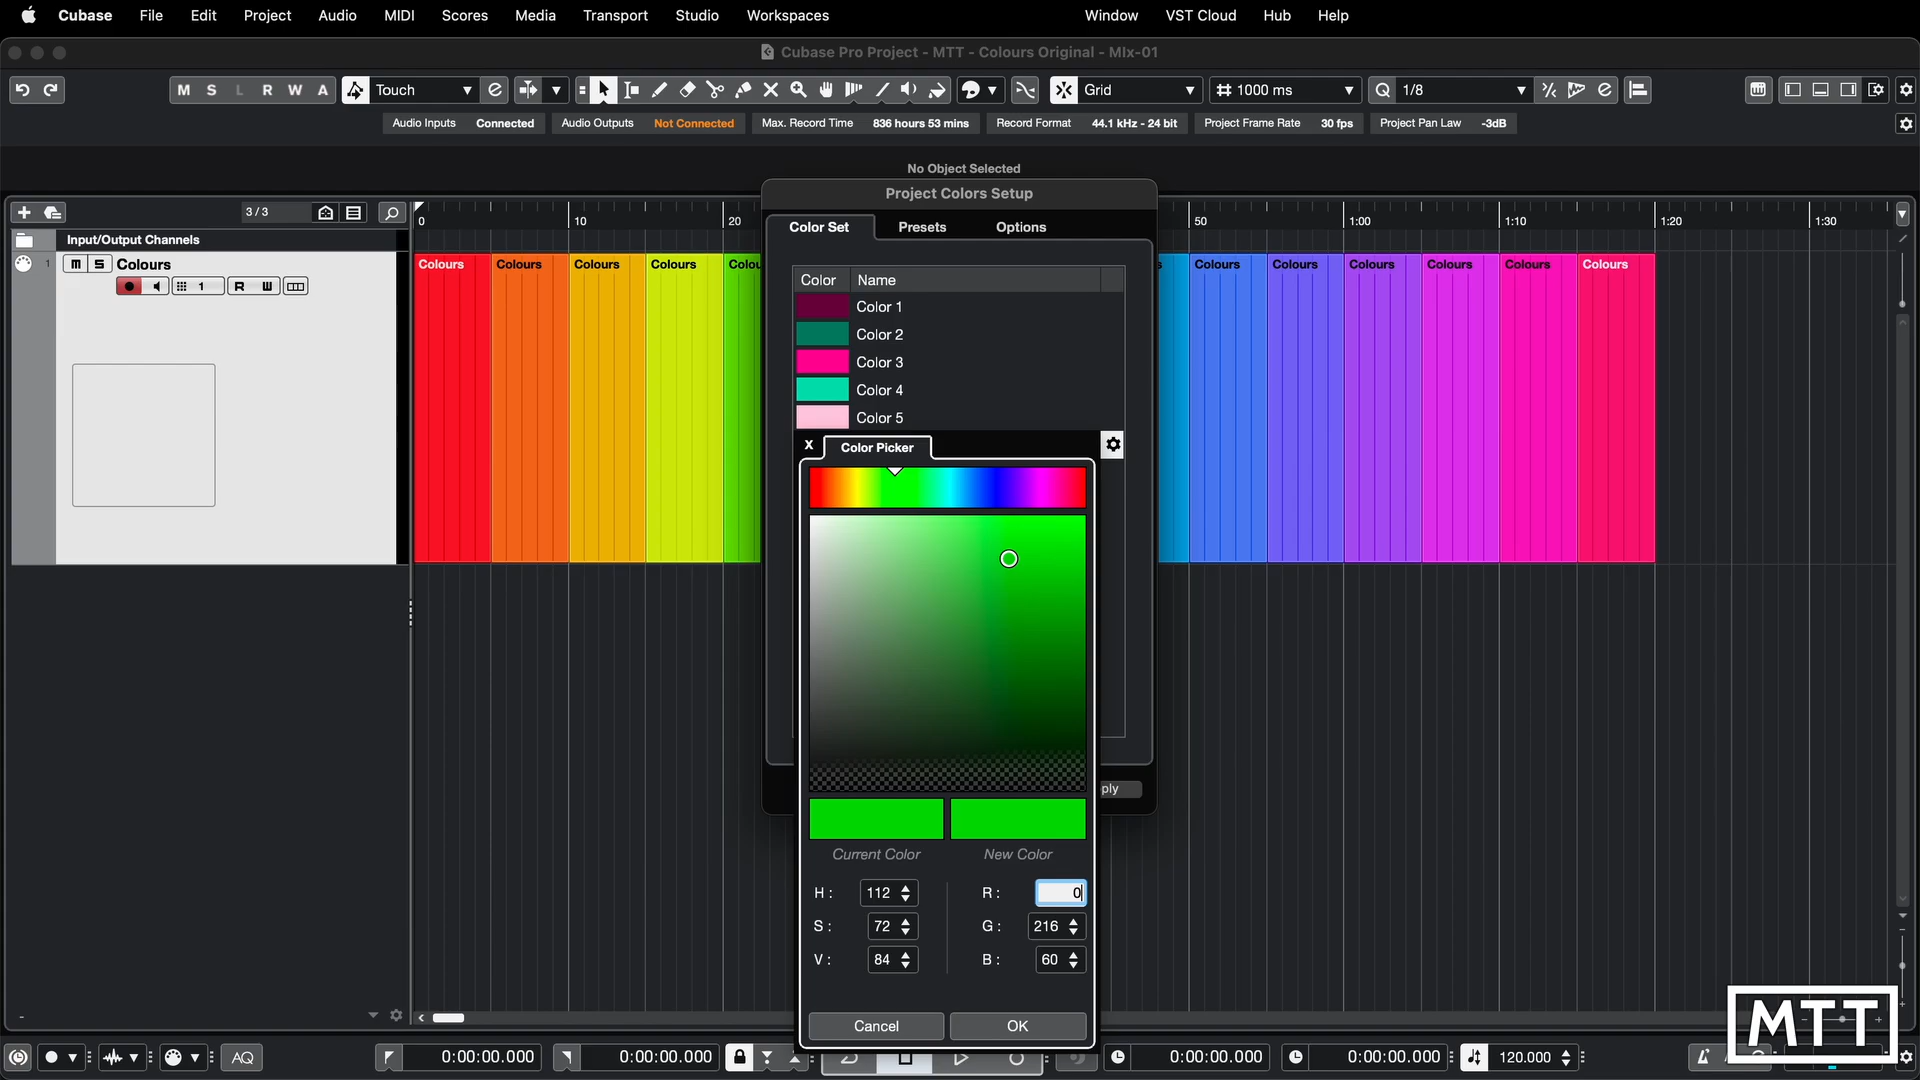 Cubase File Edit Project Audio MIDI Scores Media Transport Studio Workspaces Window VST Cloud Hub Help
Cubase Pro Project - MTT - Colours Original - MIx-01
M S L R W A Touch Grid 1000 ms Q 1/8
Audio Inputs Connected Audio Outputs Not Connected Max. Record Time 836 hours 53 mins Record Format 44.1 kHz - 24 bit Project Frame Rate 30 fps Project Pan Law -3dB
No Object Selected
Project Colors Setup
3 / 3
0 10 20 50 1:00 1:10 1:20 1:30
Color Set Presets Options
Input/Output Channels
1 M S Colours
Colours Colours Colours Colours Colou s Colours Colours Colours Colours Colours Colours
1 R W
Color Name
Color 1
Color 2
Color 3
Color 4
Color 5
x Color Picker
ply
Current Color New Color
H : 112 R : 0
S : 72 G : 216
V : 84 B : 60
Cancel OK
MTT
AQ 0:00:00.000 0:00:00.000 0:00:00.000 0:00:00.000 120.000